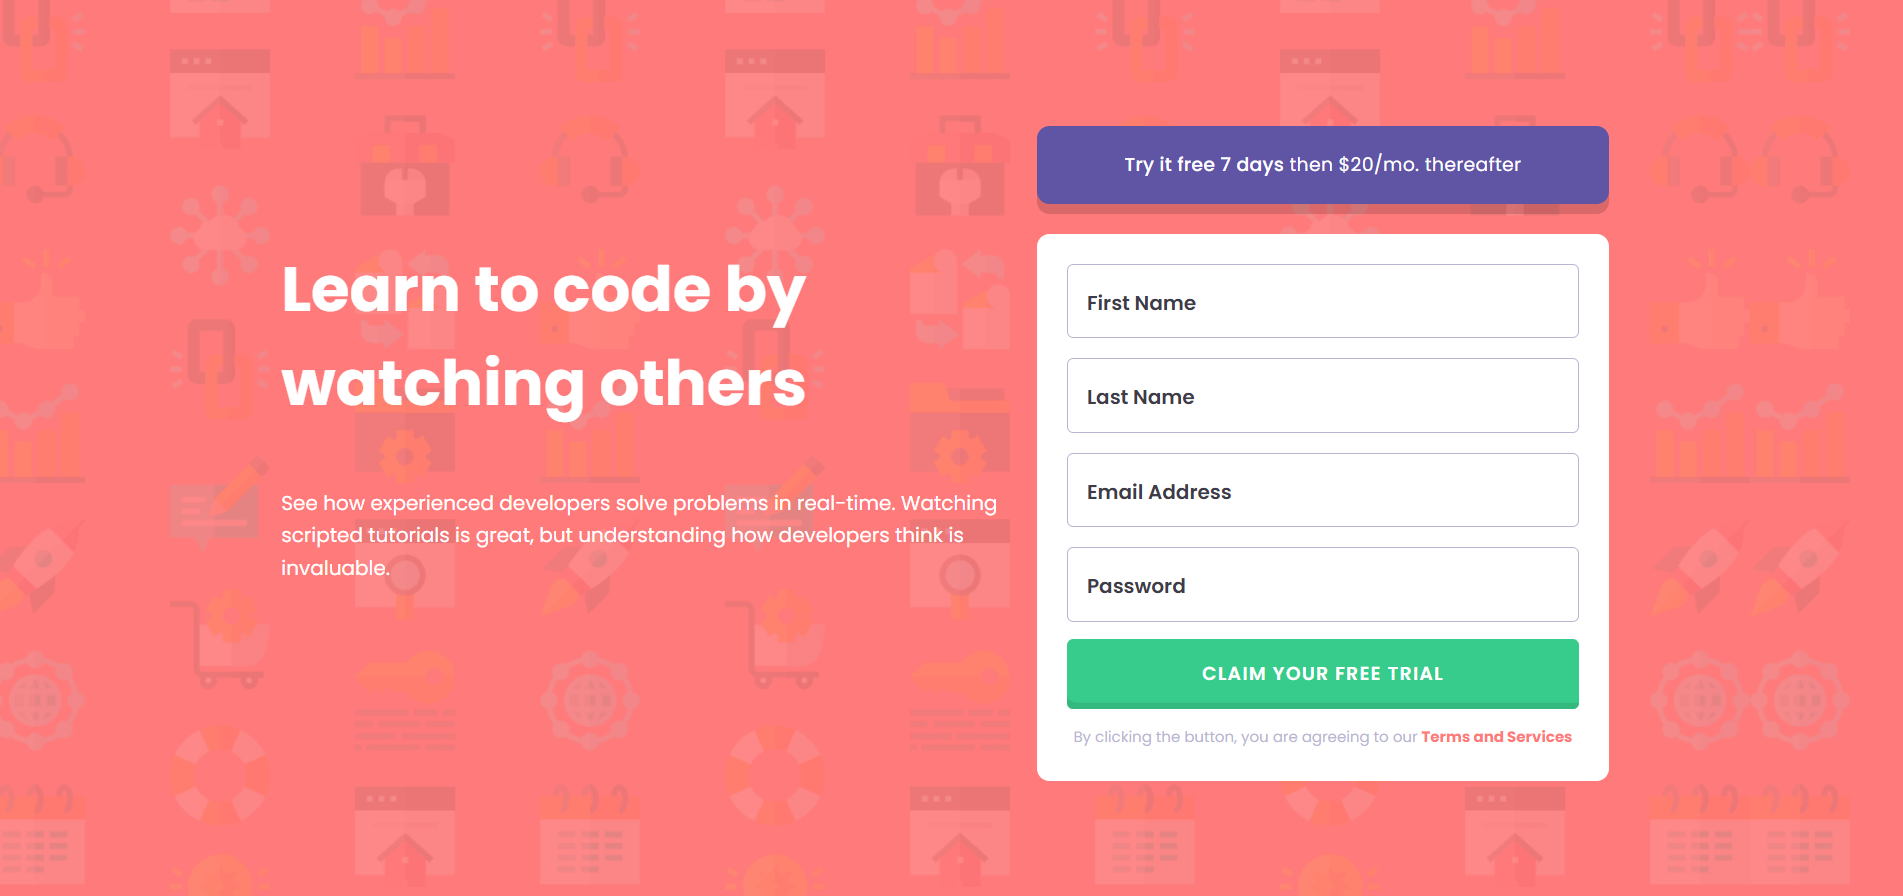 Learn to code by
watching others
See how experienced developers solve problems in real-time. Watching
scripted tutorials is great, but understanding how developers think is
invaluable.
Try it free 7 days then $20/mo. thereafter
First Name
Last Name
Email Address
Password
CLAIM YOUR FREE TRIAL
By clicking the button, you are agreeing to our Terms and Services